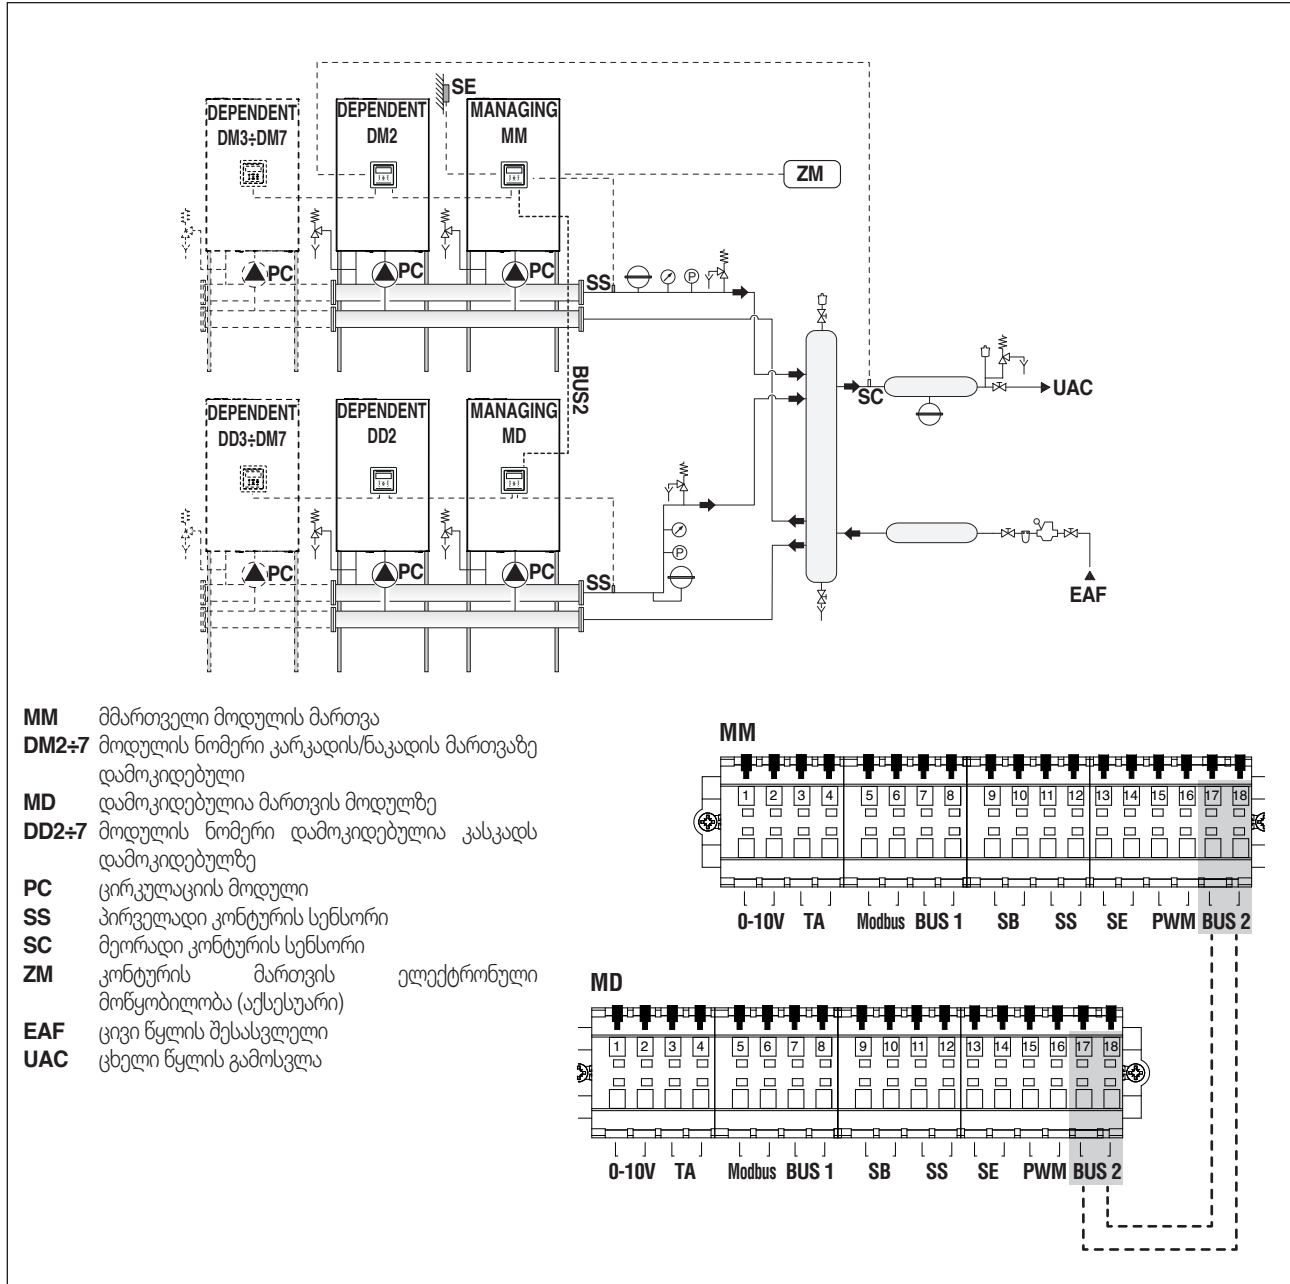 SE
DEPENDENT
DM3÷DM7
DEPENDENT
DM2
MANAGING
MM
ZM
PC
PC
PC
SS
P
BUS2
SC
UAC
DEPENDENT
DD3÷DM7
DEPENDENT
DD2
MANAGING
MD
P
PC
PC
PC
SS
EAF
MM მმართველი მოდულის მართვა
DM2÷7 მოდულის ნომერი კარკადის/ნაკადის მართვაზე
დამოკიდებული
MD დამოკიდებულია მართვის მოდულზე
DD2÷7 მოდულის ნომერი დამოკიდებულია კასკადს
დამოკიდებულზე
PC ცირკულაციის მოდული
SS პირველადი კონტურის სენსორი
SC მეორადი კონტურის სენსორი
ZM კონტურის მართვის ელექტრონული
მოწყობილობა (აქსესუარი)
EAF ცივი წყლის შესასვლელი
UAC ცხელი წყლის გამოსვლა
MM
1 2 3 4 5 6 7 8 9 10 11 12 13 14 15 16 17 18
0-10V TA Modbus BUS 1 SB SS SE PWM BUS 2
MD
1 2 3 4 5 6 7 8 9 10 11 12 13 14 15 16 17 18
0-10V TA Modbus BUS 1 SB SS SE PWM BUS 2